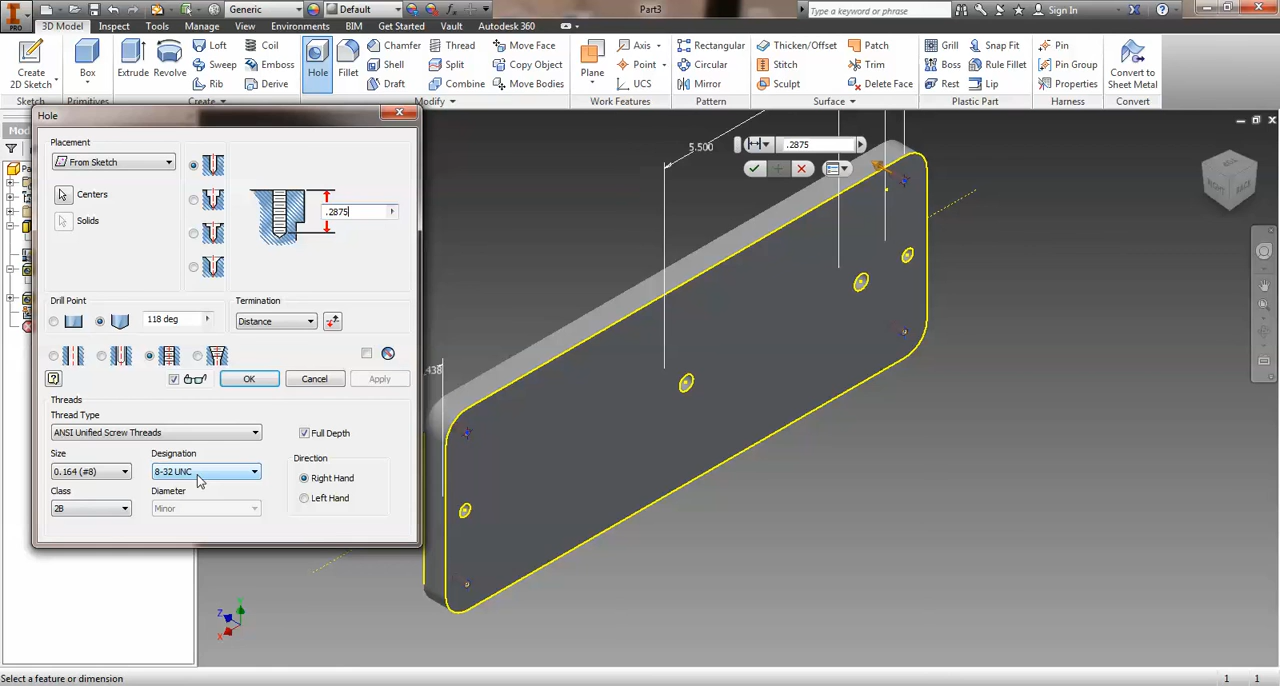 Generic
Default
Part3
Type a keyword or phrase
Sign In
PRO
3D Model
Inspect
Tools
Manage
View
Environments
BIM
Get Started
Vault
Autodesk 360
Create
2D Sketch
Box
Extrude
Revolve
Loft
Sweep
Rib
Coil
Emboss
Derive
Hole
Fillet
Chamfer
Shell
Draft
Thread
Split
Combine
Move Face
Copy Object
Move Bodies
Plane
Axis
Point
UCS
Rectangular
Circular
Mirror
Thicken/Offset
Stitch
Sculpt
Patch
Trim
Delete Face
Grill
Boss
Rest
Snap Fit
Rule Fillet
Lip
Pin
Pin Group
Properties
Convert to
Sheet Metal
Sketch
Primitives
Create
Modify
Work Features
Pattern
Surface
Plastic Part
Harness
Convert
Hole
Placement
From Sketch
Centers
Solids
.2875
Drill Point
118 deg
Termination
Distance
OK
Cancel
Apply
Threads
Thread Type
ANSI Unified Screw Threads
Full Depth
Size
Designation
0.164 (#8)
8-32 UNC
Direction
Right Hand
Left Hand
Class
Diameter
2B
Minor
5.500
.2875
.438
RIGHT
BACK
Z
Y
X
Select a feature or dimension
1
1